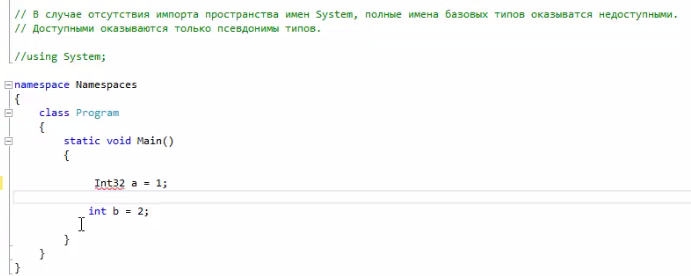 // В случае отсутствия импорта пространства имен System, полные имена базовых типов оказыватся недоступными.
// Доступными оказываются только псевдонимы типов.
//using System;
namespace Namespaces
{
class Program
{
static void Main()
{
Int32 a = 1;
int b = 2;
}
}
}